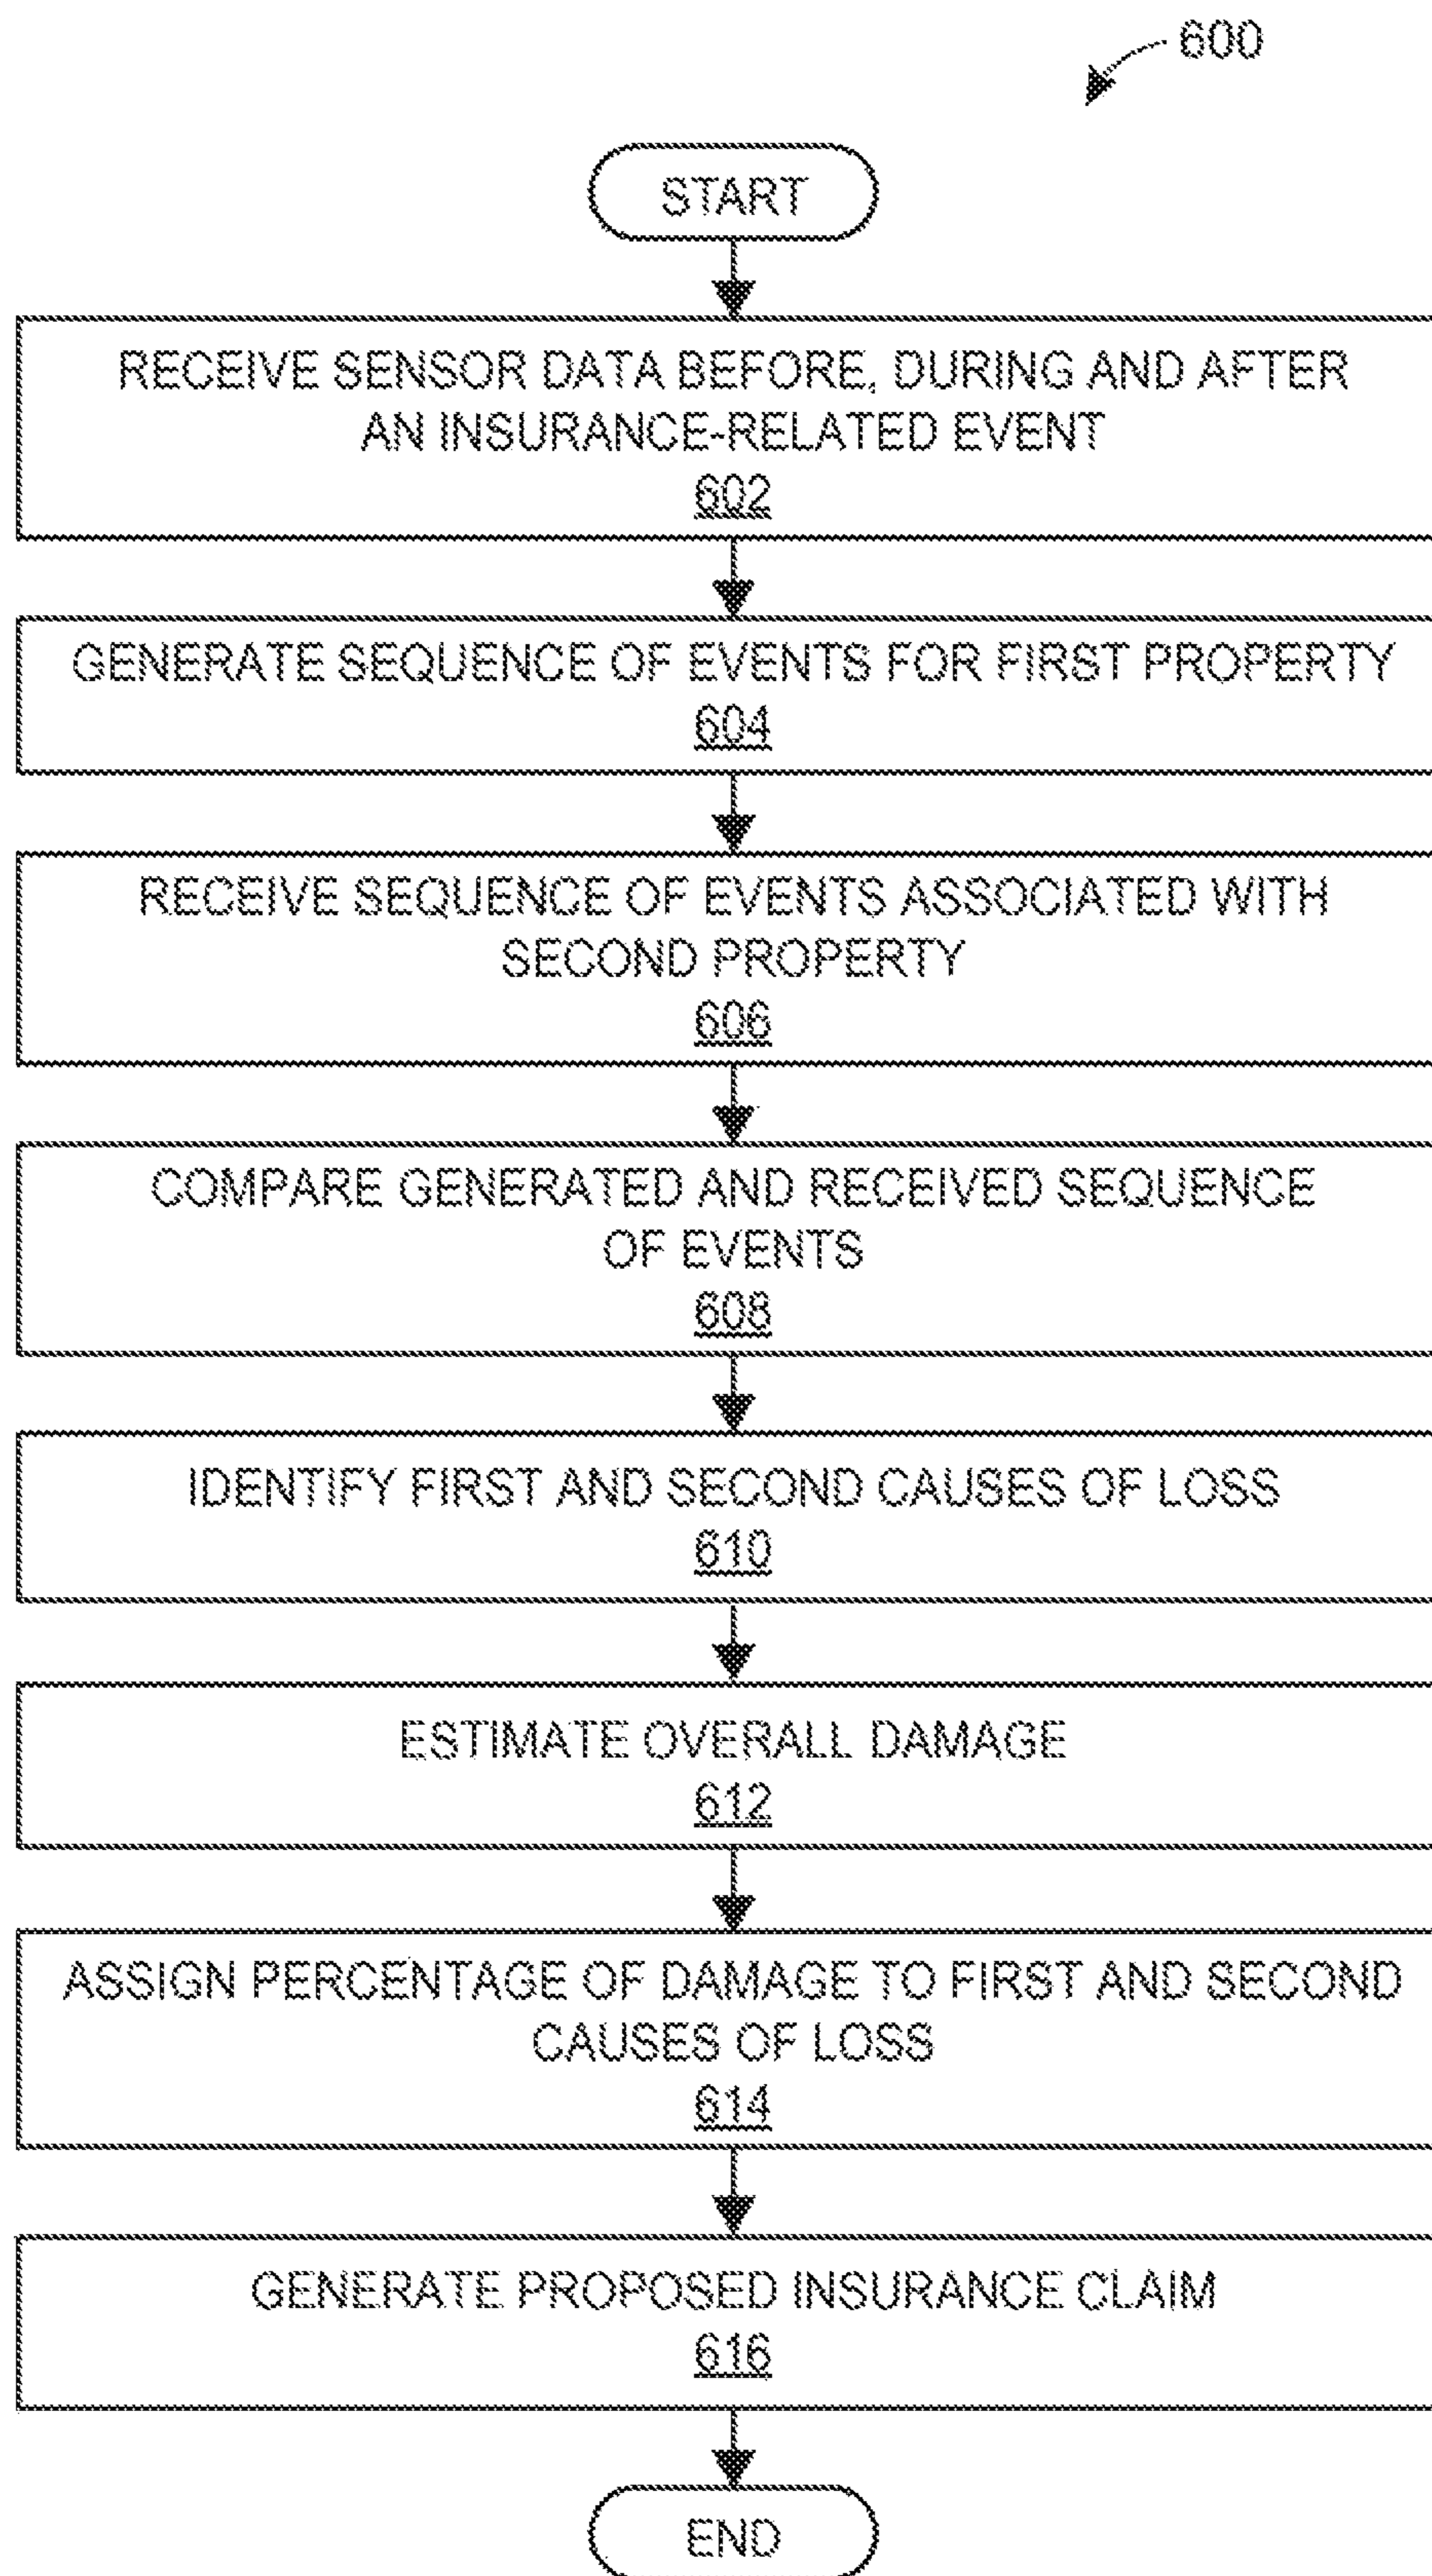 600
START
RECEIVE SENSOR DATA BEFORE, DURING AND AFTER
AN INSURANCE-RELATED EVENT
602
GENERATE SEQUENCE OF EVENTS FOR FIRST PROPERTY
604
RECEIVE SEQUENCE OF EVENTS ASSOCIATED WITH
SECOND PROPERTY
606
COMPARE GENERATED AND RECEIVED SEQUENCE
OF EVENTS
608
IDENTIFY FIRST AND SECOND CAUSES OF LOSS
610
ESTIMATE OVERALL DAMAGE
612
ASSIGN PERCENTAGE OF DAMAGE TO FIRST AND SECOND
CAUSES OF LOSS
614
GENERATE PROPOSED INSURANCE CLAIM
616
END